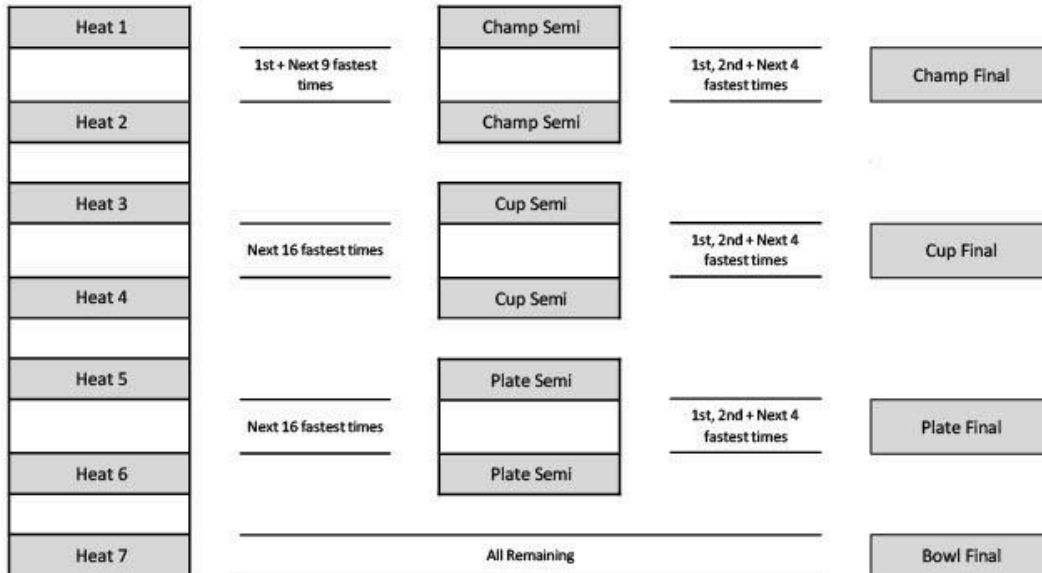 Heat 1
Champ Semi
1st + Next 9 fastest
times
1st, 2nd + Next 4
fastest times
Champ Final
Heat 2
Champ Semi
Heat 3
Cup Semi
Next 16 fastest times
1st, 2nd + Next 4
fastest times
Cup Final
Heat 4
Cup Semi
Heat 5
Plate Semi
Next 16 fastest times
1st, 2nd + Next 4
fastest times
Plate Final
Heat 6
Plate Semi
Heat 7
All Remaining
Bowl Final